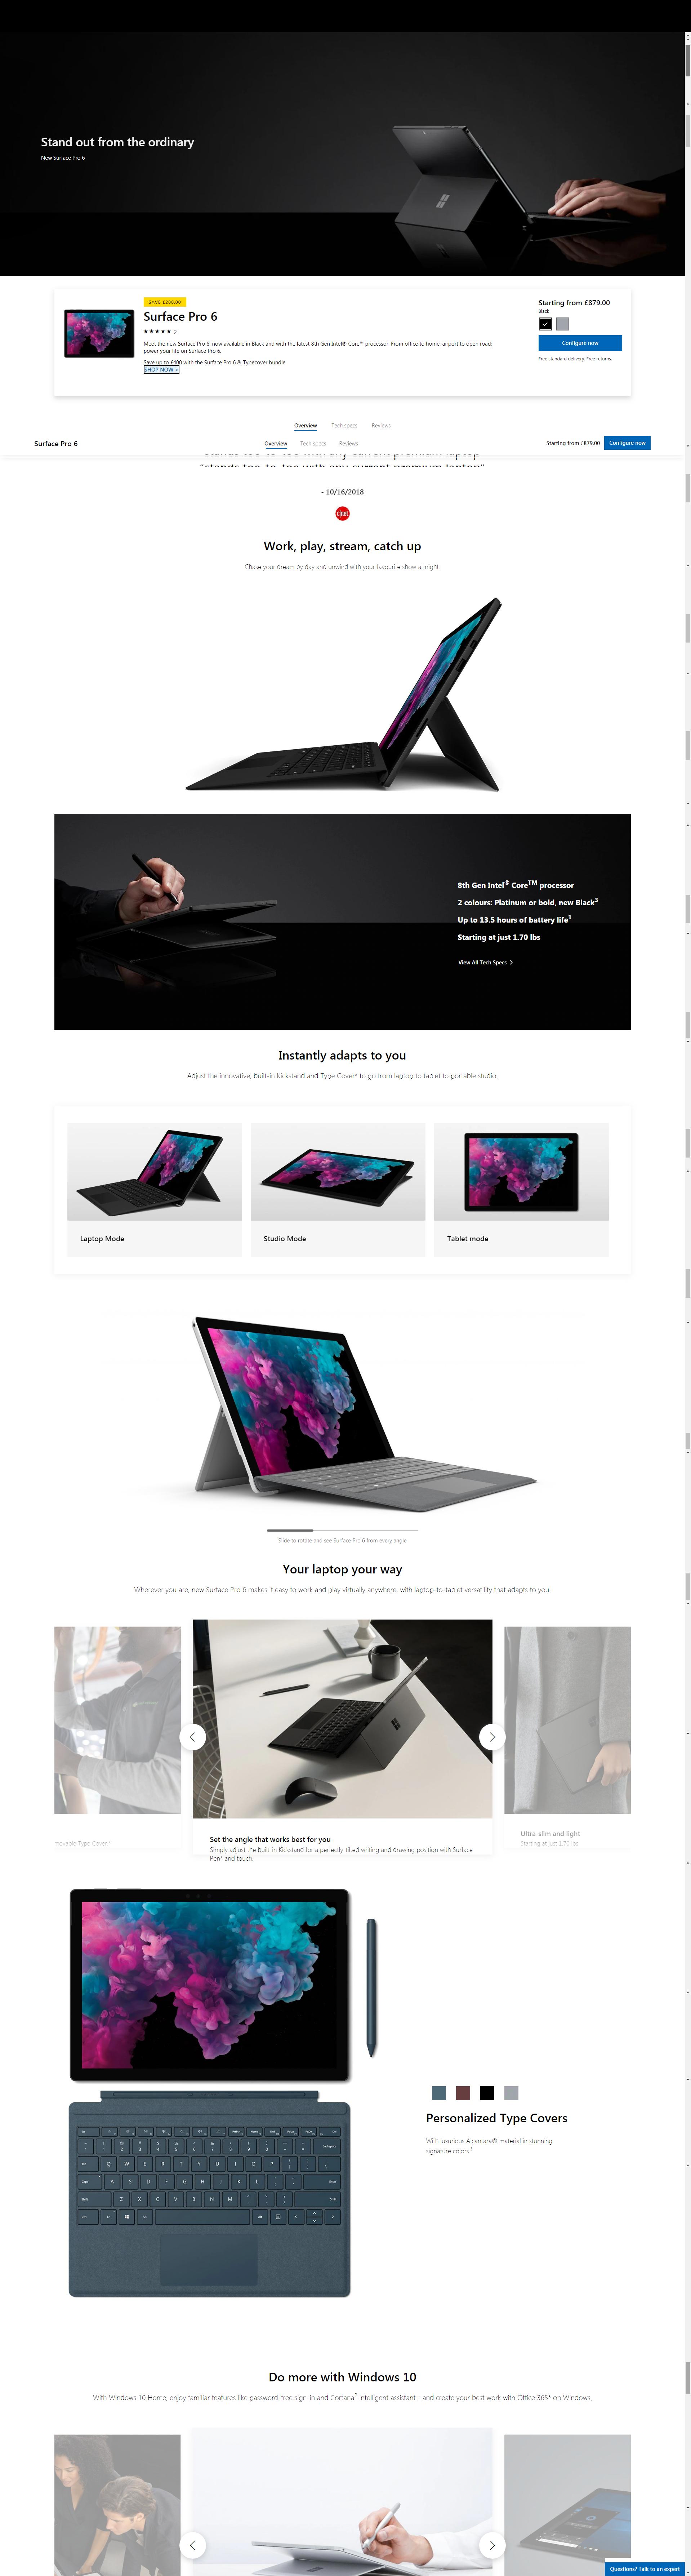 Stand out from the ordinary
New Surface Pro 6
SAVE £200.00
Surface Pro 6
★★★★★ 2
Meet the new Surface Pro 6, now available in Black and with the latest 8th Gen Intel® Core™ processor. From office to home, airport to open road;
power your life on Surface Pro 6.
Save up to £400 with the Surface Pro 6 & Typecover bundle
SHOP NOW >
Starting from £879.00
Black
Configure now
Free standard delivery. Free returns.
Overview Tech specs Reviews
Surface Pro 6 Overview Tech specs Reviews Starting from £879.00 Configure now
"stands toe-to-toe with any current premium laptop"
- 10/16/2018
c|net
Work, play, stream, catch up
Chase your dream by day and unwind with your favourite show at night.
8th Gen Intel® Core™ processor
2 colours: Platinum or bold, new Black³
Up to 13.5 hours of battery life¹
Starting at just 1.70 lbs
View All Tech Specs >
Instantly adapts to you
Adjust the innovative, built-in Kickstand and Type Cover* to go from laptop to tablet to portable studio.
Laptop Mode
Studio Mode
Tablet mode
Slide to rotate and see Surface Pro 6 from every angle
Your laptop your way
Wherever you are, new Surface Pro 6 makes it easy to work and play virtually anywhere, with laptop-to-tablet versatility that adapts to you.
movable Type Cover.*
Set the angle that works best for you
Simply adjust the built-in Kickstand for a perfectly-tilted writing and drawing position with Surface
Pen* and touch.
Ultra-slim and light
Starting at just 1.70 lbs
Q W E R T Y U I O P
A S D F G H J K L
Z X C V B N M
Personalized Type Covers
With luxurious Alcantara® material in stunning
signature colors.³
Do more with Windows 10
With Windows 10 Home, enjoy familiar features like password-free sign-in and Cortana² intelligent assistant - and create your best work with Office 365* on Windows.
Questions? Talk to an expert